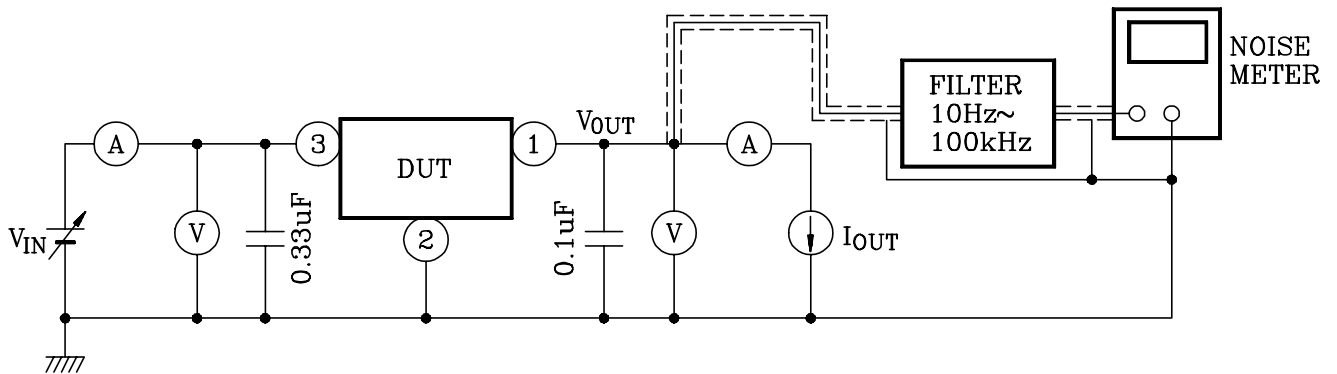 NOISE
METER
FILTER
10Hz~
100kHz
VOUT
A
3
1
A
DUT
VIN
V
0.33uF
2
0.1uF
V
IOUT